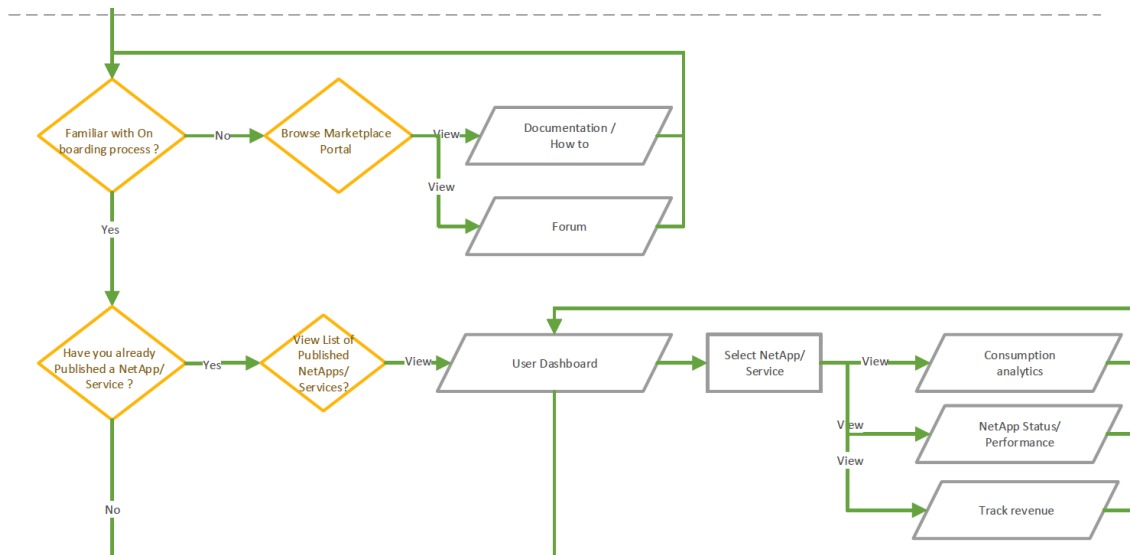 Familiar with On
boarding process ?
No
Browse Marketplace
Portal
View
Documentation /
How to
View
Forum
Yes
Have you already
Published a NetApp/
Service ?
Yes
View List of
Published
NetApps/
Services?
View
User Dashboard
Select NetApp/
Service
View
Consumption
analytics
View
NetApp Status/
Performance
View
Track revenue
No